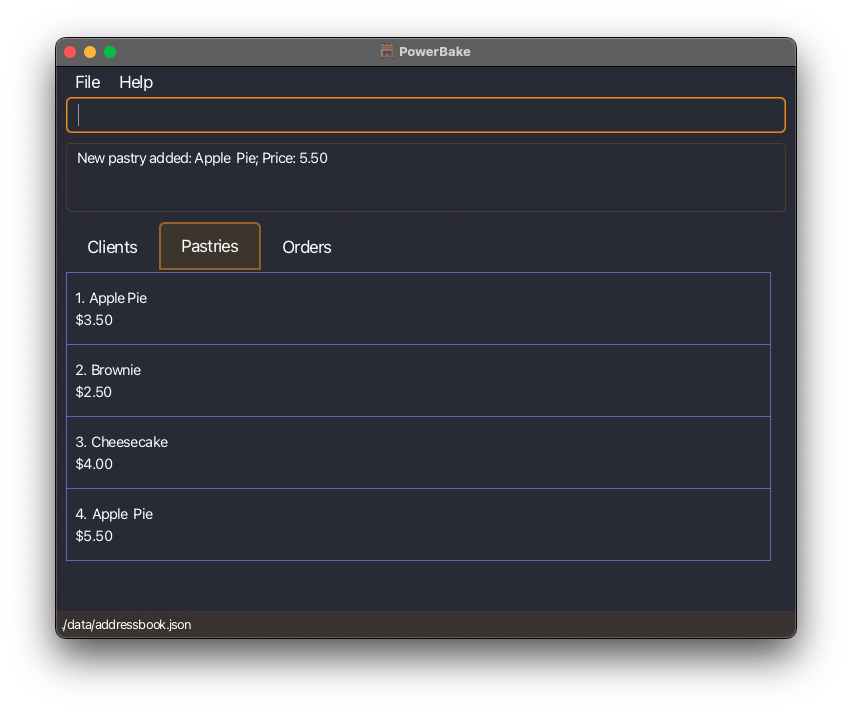 PowerBake
File Help
New pastry added: Apple  Pie; Price: 5.50
Clients Pastries Orders
1. Apple Pie
$3.50
2. Brownie
$2.50
3. Cheesecake
$4.00
4. Apple  Pie
$5.50
./data/addressbook.json